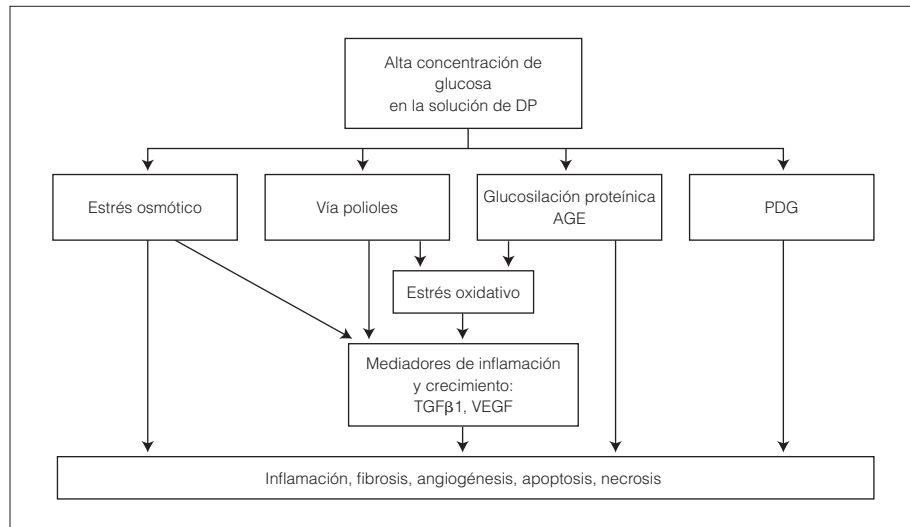 Alta concentración de
glucosa
en la solución de DP
Estrés osmótico
Vía polioles
Glucosilación proteínica
AGE
PDG
Estrés oxidativo
Mediadores de inflamación
y crecimiento:
TGFβ1, VEGF
Inflamación, fibrosis, angiogénesis, apoptosis, necrosis